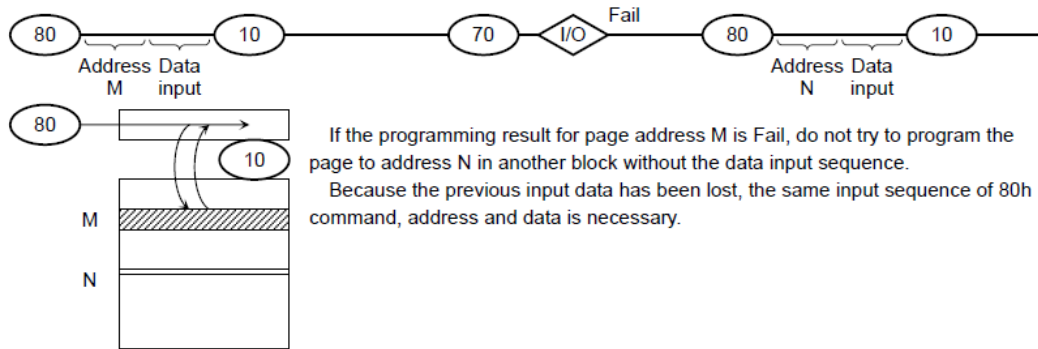 Fail
80 10 70 I/O 80 10
Address Data Address Data
M input N input
80
If the programming result for page address M is Fail, do not try to program the
10 page to address N in another block without the data input sequence.
Because the previous input data has been lost, the same input sequence of 80h
M command, address and data is necessary.
N